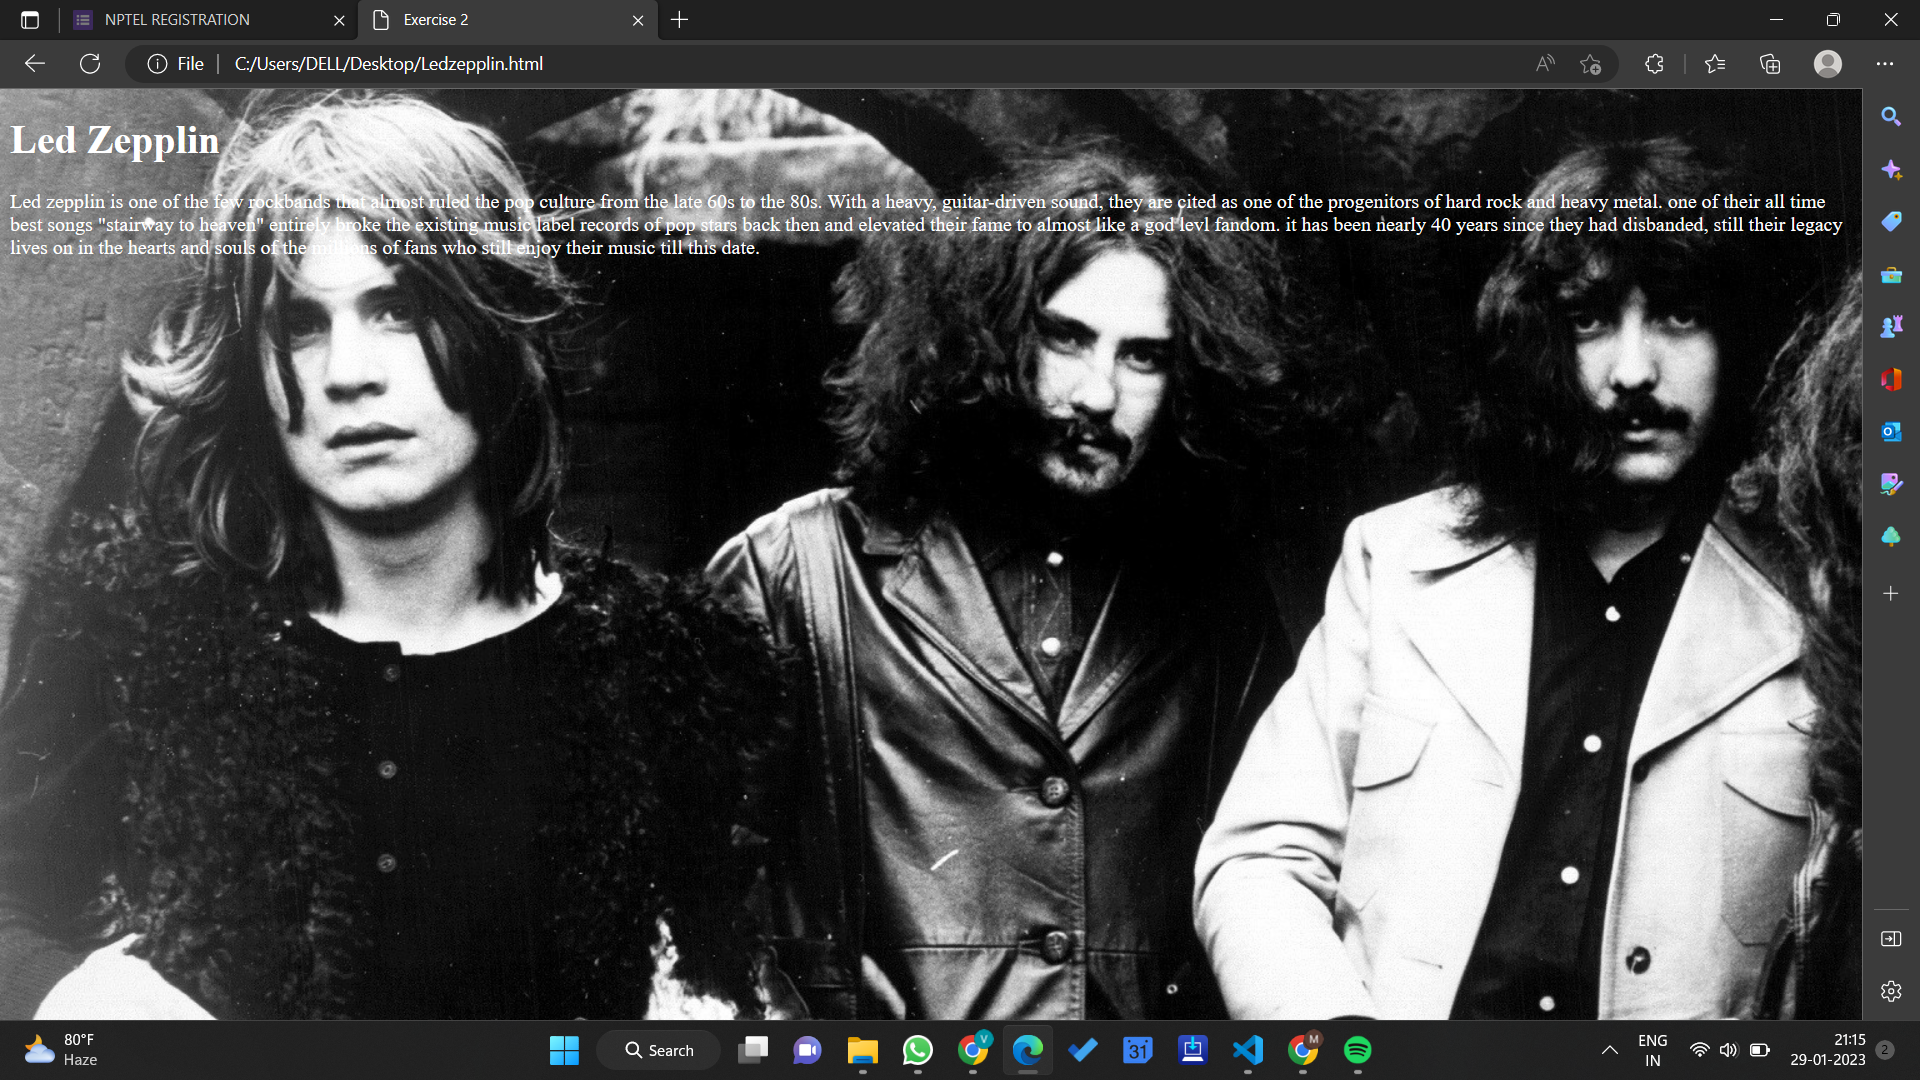 NPTEL REGISTRATION
Exercise 2
File
C:/Users/DELL/Desktop/Ledzepplin.html
Led Zepplin
Led zepplin is one of the few rockbands that almost ruled the pop culture from the late 60s to the 80s. With a heavy, guitar-driven sound, they are cited as one of the progenitors of hard rock and heavy metal. one of their all time
best songs "stairway to heaven" entirely broke the existing music label records of pop stars back then and elevated their fame to almost like a god levl fandom. it has been nearly 40 years since they had disbanded, still their legacy
lives on in the hearts and souls of the millions of fans who still enjoy their music till this date.
80°F
Haze
Search
V
31
M
ENG
IN
21:15
29-01-2023
2